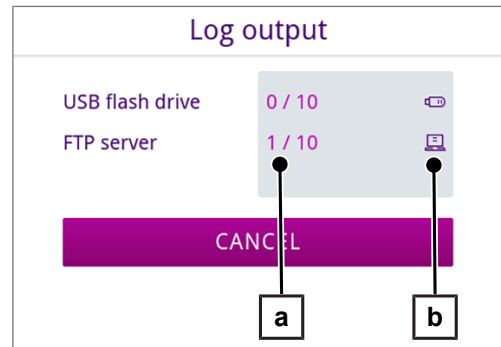 Log output
USB flash drive 0 / 10
FTP server 1 / 10
CANCEL
a b